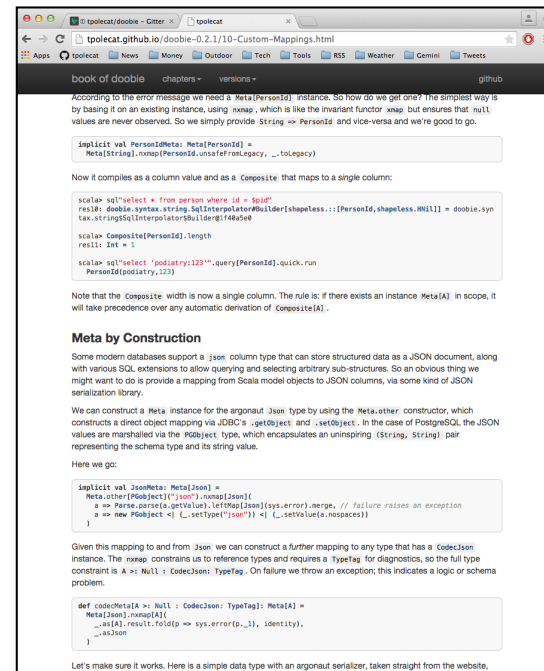 tpolecat/doobie - Gitter
tpolecat
tpolecat.github.io/doobie-0.2.1/10-Custom-Mappings.html
Apps tpolecat News Money Outdoor Tech Tools RSS Weather Gemini Tweets
book of doobie chapters versions github
According to the error message we need a Meta[PersonId] instance. So how do we get one? The simplest way is
by basing it on an existing instance, using nxmap, which is like the invariant functor xmap but ensures that null
values are never observed. So we simply provide String => PersonId and vice-versa and we're good to go.
implicit val PersonIdMeta: Meta[PersonId] =
Meta[String].nxmap(PersonId.unsafeFromLegacy, _.toLegacy)
Now it compiles as a column value and as a Composite that maps to a single column:
scala> sql"select * from person where id = $pid"
res10: doobie.syntax.string.SqlInterpolator#Builder[shapeless.::[PersonId,shapeless.HNil]] = doobie.syn
tax.string$SqlInterpolator$Builder@1f40a5e0
scala> Composite[PersonId].length
res11: Int = 1
scala> sql"select 'podiatry:123'".query[PersonId].quick.run
PersonId(podiatry,123)
Note that the Composite width is now a single column. The rule is: if there exists an instance Meta[A] in scope, it
will take precedence over any automatic derivation of Composite[A].
Meta by Construction
Some modern databases support a json column type that can store structured data as a JSON document, along
with various SQL extensions to allow querying and selecting arbitrary sub-structures. So an obvious thing we
might want to do is provide a mapping from Scala model objects to JSON columns, via some kind of JSON
serialization library.
We can construct a Meta instance for the argonaut Json type by using the Meta.other constructor, which
constructs a direct object mapping via JDBC's .getObject and .setObject. In the case of PostgreSQL the JSON
values are marshalled via the PGObject type, which encapsulates an uninspiring (String, String) pair
representing the schema type and its string value.
Here we go:
implicit val JsonMeta: Meta[Json] =
Meta.other[PGobject]("json").nxmap[Json](
a => Parse.parse(a.getValue).leftMap[Json](sys.error).merge, // failure raises an exception
a => new PGobject <| (_.setType("json")) <| (_.setValue(a.nospaces))
)
Given this mapping to and from Json we can construct a further mapping to any type that has a CodecJson
instance. The nxmap constrains us to reference types and requires a TypeTag for diagnostics, so the full type
constraint is A >: Null : CodecJson: TypeTag. On failure we throw an exception; this indicates a logic or schema
problem.
def codecMeta[A >: Null : CodecJson: TypeTag]: Meta[A] =
Meta[Json].nxmap[A](
_.as[A].result.fold(p => sys.error(p._1), identity),
_.asJson
)
Let's make sure it works. Here is a simple data type with an argonaut serializer, taken straight from the website,